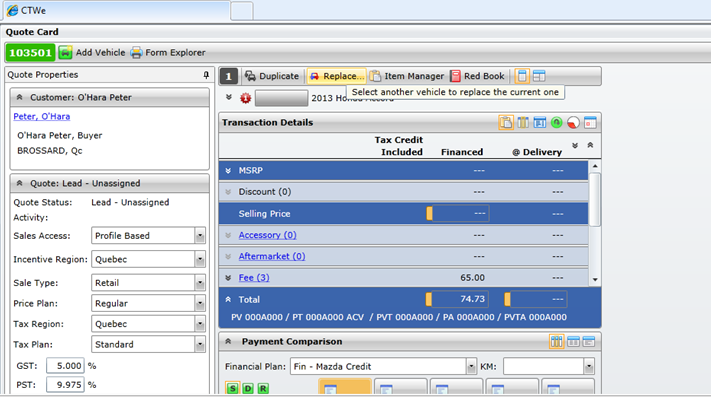 CTWe
Quote Card
103501 Add Vehicle Form Explorer
Quote Properties
Customer: O'Hara Peter
Peter, O'Hara
O'Hara Peter, Buyer
BROSSARD, Qc
Quote: Lead - Unassigned
Quote Status: Lead - Unassigned
Activity:
Sales Access: Profile Based
Incentive Region: Quebec
Sale Type: Retail
Price Plan: Regular
Tax Region: Quebec
Tax Plan: Standard
GST: 5.000 %
PST: 9.975 %
1 Duplicate Replace... Item Manager Red Book
Select another vehicle to replace the current one
2013 Honda Accord
Transaction Details
Tax Credit Included Financed @ Delivery
MSRP --- ---
Discount (0) --- ---
Selling Price --- ---
Accessory (0) --- ---
Aftermarket (0) --- ---
Fee (3) 65.00 ---
Total 74.73 ---
PV 000A000 / PT 000A000 ACV / PVT 000A000 / PA 000A000 / PVTA 000A000
Payment Comparison
Financial Plan: Fin - Mazda Credit KM:
S D R